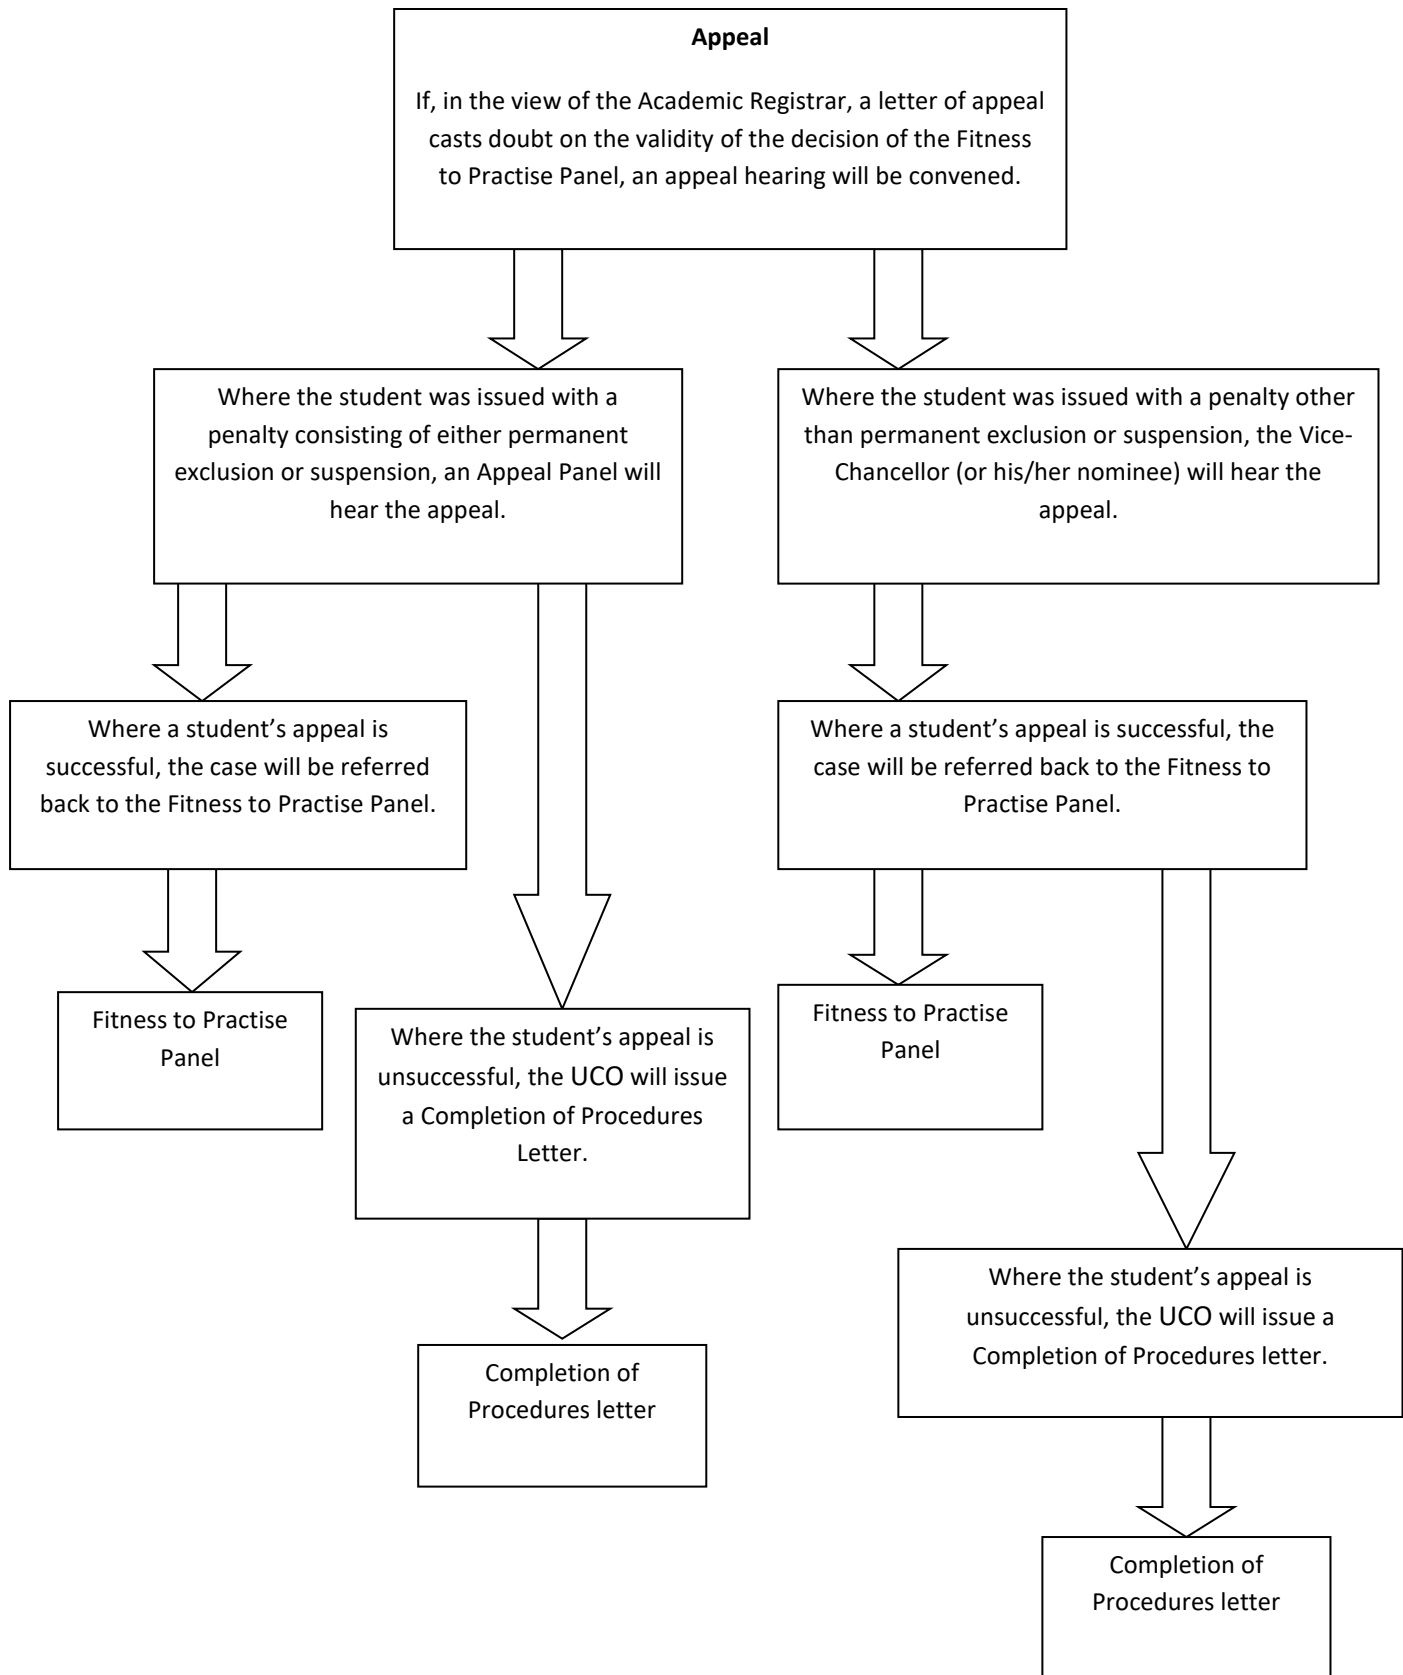 Appeal
If, in the view of the Academic Registrar, a letter of appeal
casts doubt on the validity of the decision of the Fitness
to Practise Panel, an appeal hearing will be convened.
Where the student was issued with a
penalty consisting of either permanent
exclusion or suspension, an Appeal Panel will
hear the appeal.
Where the student was issued with a penalty other
than permanent exclusion or suspension, the Vice-
Chancellor (or his/her nominee) will hear the
appeal.
Where a student’s appeal is
successful, the case will be referred
back to the Fitness to Practise Panel.
Where a student’s appeal is successful, the
case will be referred back to the Fitness to
Practise Panel.
Fitness to Practise
Panel
Where the student’s appeal is
unsuccessful, the UCO will issue
a Completion of Procedures
Letter.
Fitness to Practise
Panel
Where the student’s appeal is
unsuccessful, the UCO will issue a
Completion of Procedures letter.
Completion of
Procedures letter
Completion of
Procedures letter